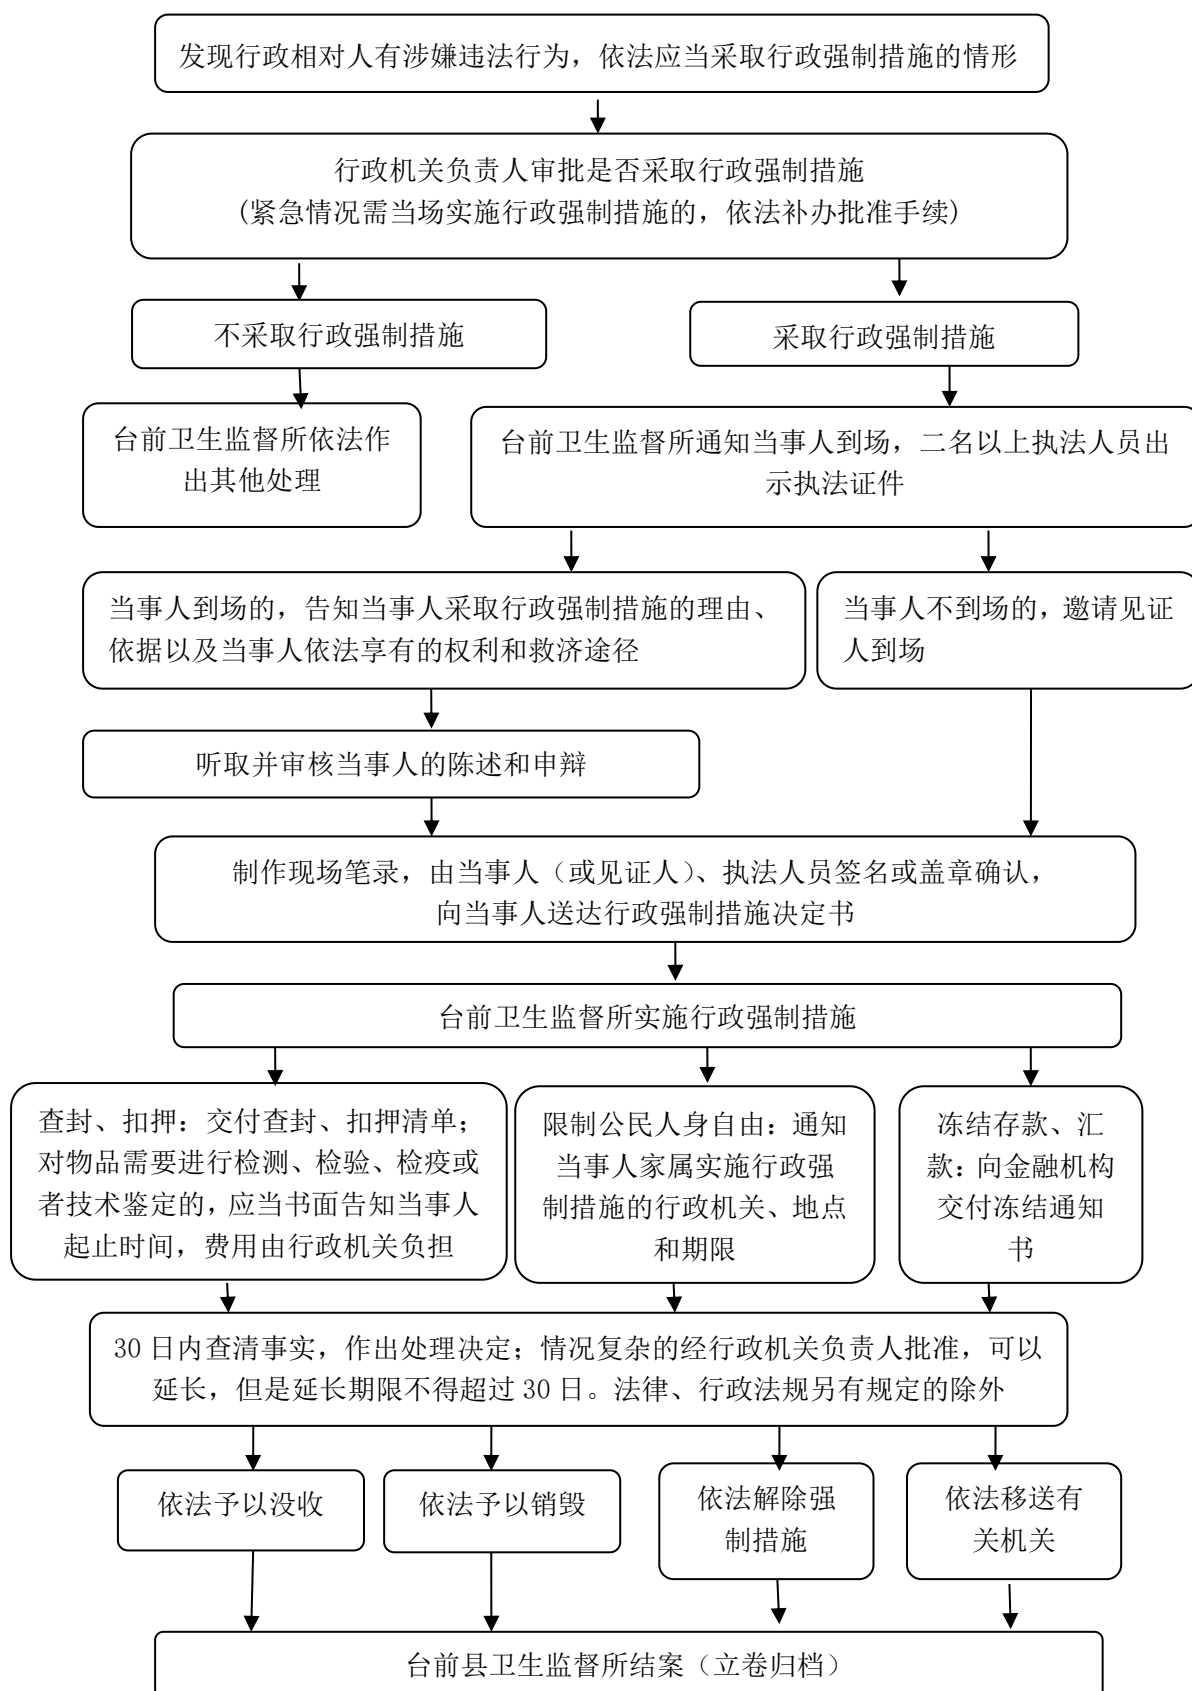 发现行政相对人有涉嫌违法行为，依法应当采取行政强制措施的情形
行政机关负责人审批是否采取行政强制措施
(紧急情况需当场实施行政强制措施的，依法补办批准手续)
不采取行政强制措施
采取行政强制措施
台前卫生监督所依法作
出其他处理
台前卫生监督所通知当事人到场，二名以上执法人员出
示执法证件
当事人到场的，告知当事人采取行政强制措施的理由、
依据以及当事人依法享有的权利和救济途径
当事人不到场的，邀请见证
人到场
听取并审核当事人的陈述和申辩
制作现场笔录，由当事人（或见证人）、执法人员签名或盖章确认，
向当事人送达行政强制措施决定书
台前卫生监督所实施行政强制措施
查封、扣押：交付查封、扣押清单；
对物品需要进行检测、检验、检疫或
者技术鉴定的，应当书面告知当事人
起止时间，费用由行政机关负担
限制公民人身自由：通知
当事人家属实施行政强
制措施的行政机关、地点
和期限
冻结存款、汇
款：向金融机构
交付冻结通知
书
30 日内查清事实，作出处理决定；情况复杂的经行政机关负责人批准，可以
延长，但是延长期限不得超过 30 日。法律、行政法规另有规定的除外
依法予以没收
依法予以销毁
依法解除强
制措施
依法移送有
关机关
台前县卫生监督所结案（立卷归档）